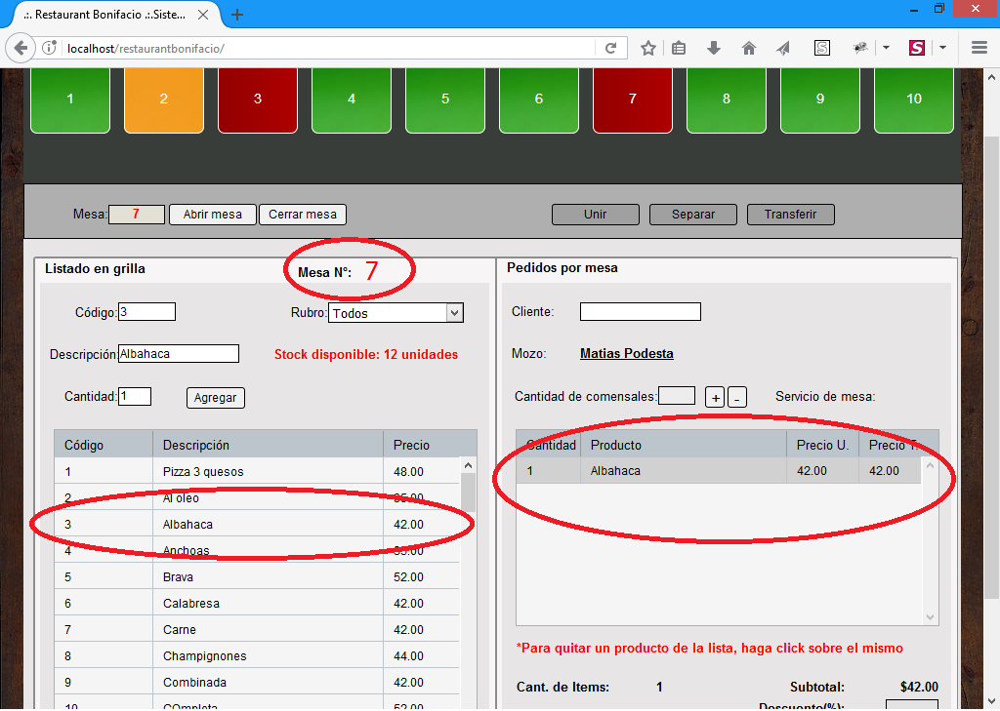 .:. Restaurant Bonifacio .:.Siste...
localhost/restaurantbonifacio/
1 2 3 4 5 6 7 8 9 10
Mesa: 7 Abrir mesa Cerrar mesa Unir Separar Transferir
Listado en grilla Mesa N°: 7
Código: 3 Rubro: Todos
Descripción: Albahaca Stock disponible: 12 unidades
Cantidad: 1 Agregar
Código Descripción Precio
1 Pizza 3 quesos 48.00
2 Al oleo
3 Albahaca 42.00
4 Anchoas
5 Brava 52.00
6 Calabresa 42.00
7 Carne 42.00
8 Champignones 44.00
9 Combinada 42.00
10 COmpleta 52.00
Pedidos por mesa
Cliente:
Mozo: Matias Podesta
Cantidad de comensales: + - Servicio de mesa:
Cantidad Producto Precio U. Precio T.
1 Albahaca 42.00 42.00
*Para quitar un producto de la lista, haga click sobre el mismo
Cant. de Items: 1 Subtotal: $42.00
Descuento(%):